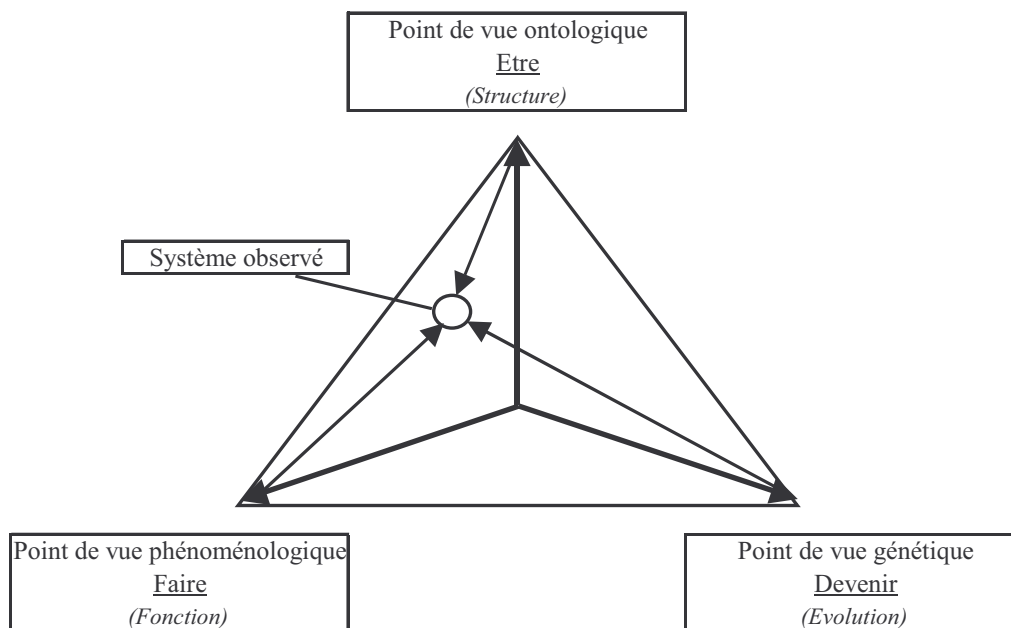 Point de vue ontologique
Etre
(Structure)
Système observé
Point de vue phénoménologique
Faire
(Fonction)
Point de vue génétique
Devenir
(Evolution)